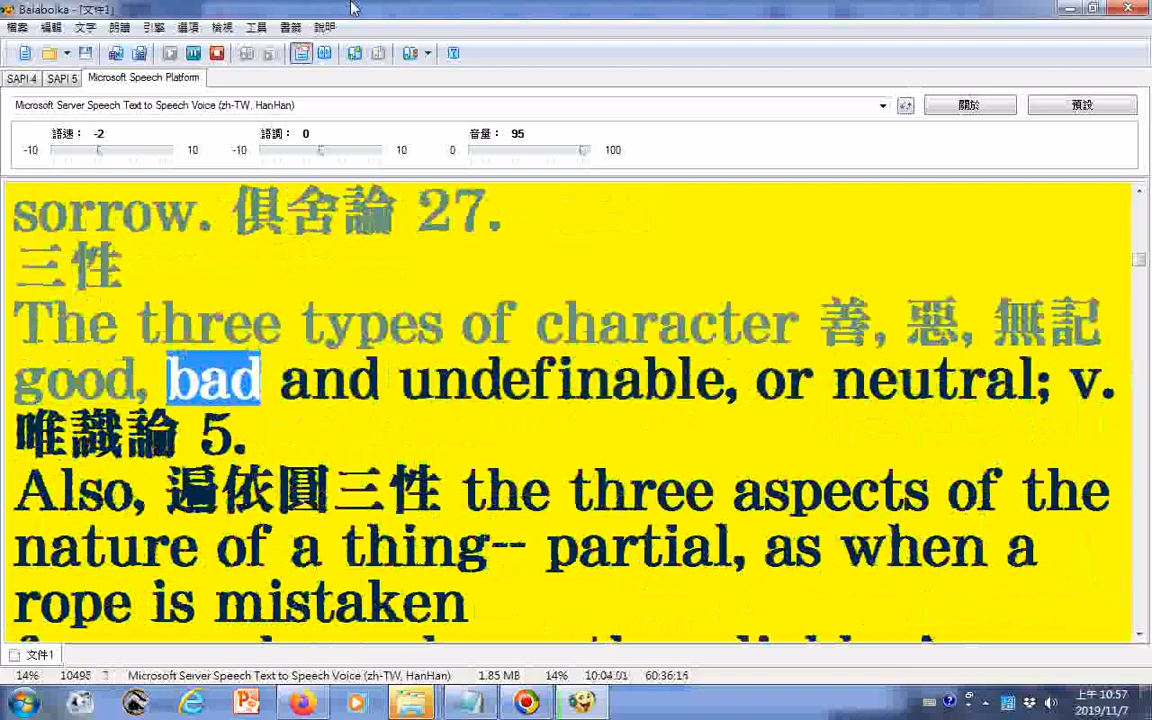 Balabolka - [文件1]
檔案 編輯 文字 朗讀 引擎 選項 檢視 工具 書籤 說明
SAPI 4 SAPI 5 Microsoft Speech Platform
Microsoft Server Speech Text to Speech Voice (zh-TW, HanHan) 關於 預設
語速： -2 語調： 0 音量： 95
-10 10 -10 10 0 100
sorrow. 俱舍論 27.
三性
The three types of character 善, 惡, 無記
good, bad and undefinable, or neutral; v.
唯識論 5.
Also, 遍依圓三性 the three aspects of the
nature of a thing-- partial, as when a
rope is mistaken
文件1
14% 10495 Microsoft Server Speech Text to Speech Voice (zh-TW, HanHan) 1.85 MB 14% 10:04:01 60:36:16
上午 10:57
2019/11/7